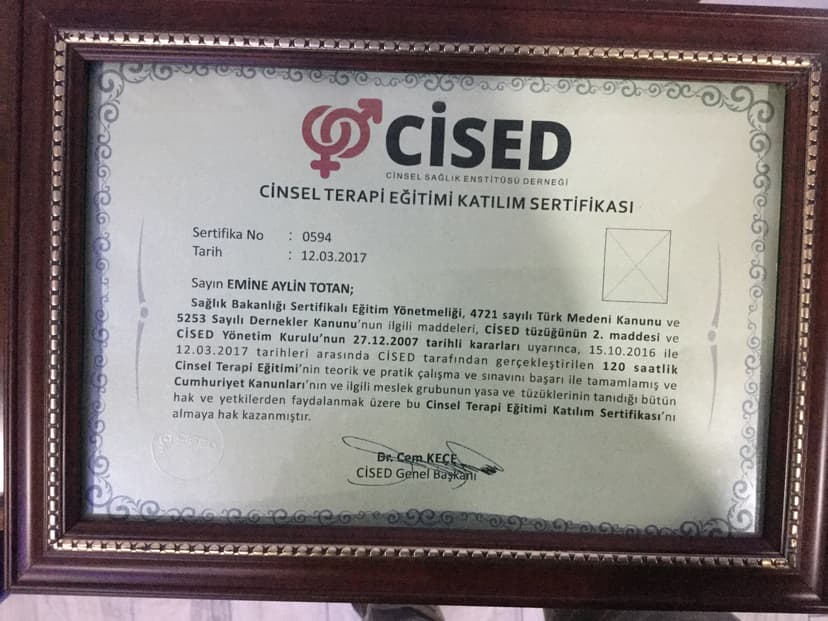 CİSED
CİNSEL SAĞLIK ENSTİTÜSÜ DERNEĞİ
CİNSEL TERAPİ EĞİTİMİ KATILIM SERTİFİKASI
Sertifika No : 0594
Tarih : 12.03.2017
Sayın EMİNE AYLİN TOTAN;
Sağlık Bakanlığı Sertifikalı Eğitim Yönetmeliği, 4721 sayılı Türk Medeni Kanunu ve
5253 Sayılı Dernekler Kanunu'nun ilgili maddeleri, CİSED tüzüğünün 2. maddesi ve
CİSED Yönetim Kurulu'nun 27.12.2007 tarihli kararları uyarınca, 15.10.2016 ile
12.03.2017 tarihleri arasında CİSED tarafından gerçekleştirilen 120 saatlik
Cinsel Terapi Eğitimi'nin teorik ve pratik çalışma ve sınavını başarı ile tamamlamış ve
Cumhuriyet Kanunları'nın ve ilgili meslek grubunun yasa ve tüzüklerinin tanıdığı bütün
hak ve yetkilerden faydalanmak üzere bu Cinsel Terapi Eğitimi Katılım Sertifikası'nı
almaya hak kazanmıştır.
Dr. Cem KEÇE
CİSED Genel Başkanı